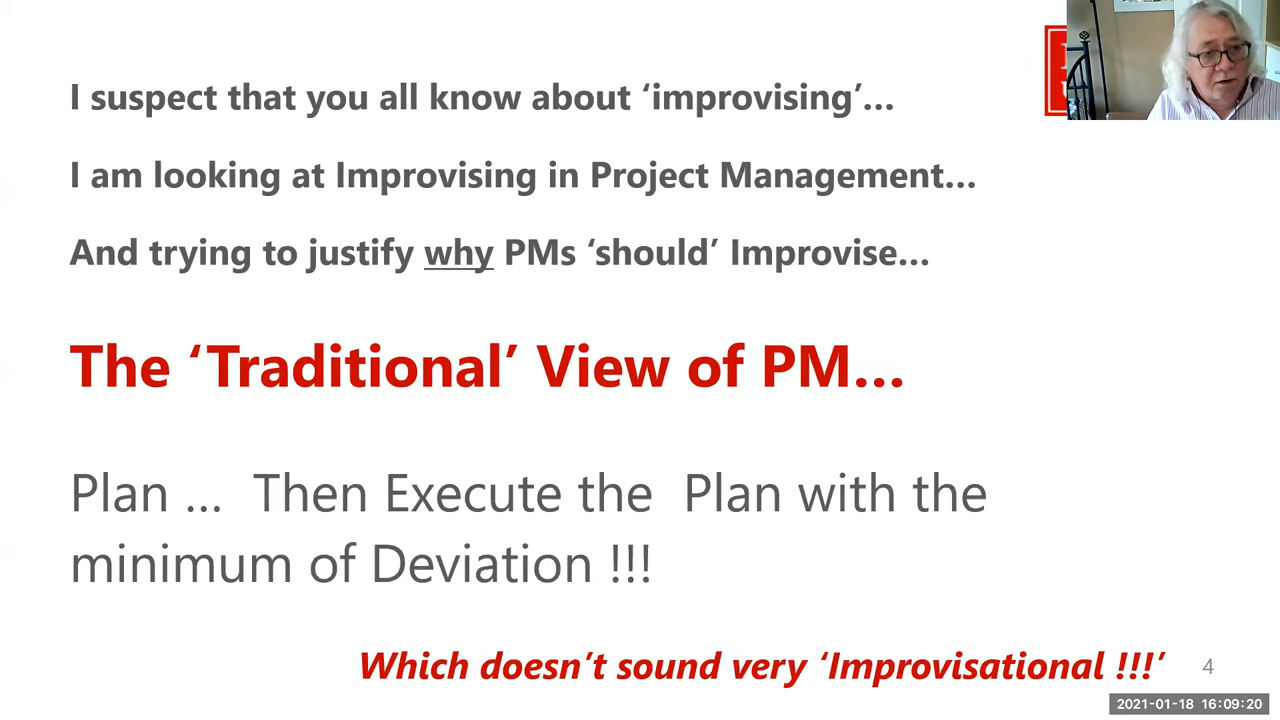 I suspect that you all know about ‘improvising’…
I am looking at Improvising in Project Management…
And trying to justify why PMs ‘should’ Improvise…
The ‘Traditional’ View of PM…
Plan … Then Execute the Plan with the
minimum of Deviation !!!
Which doesn’t sound very ‘Improvisational !!!’
4
2021-01-18 16:09:20